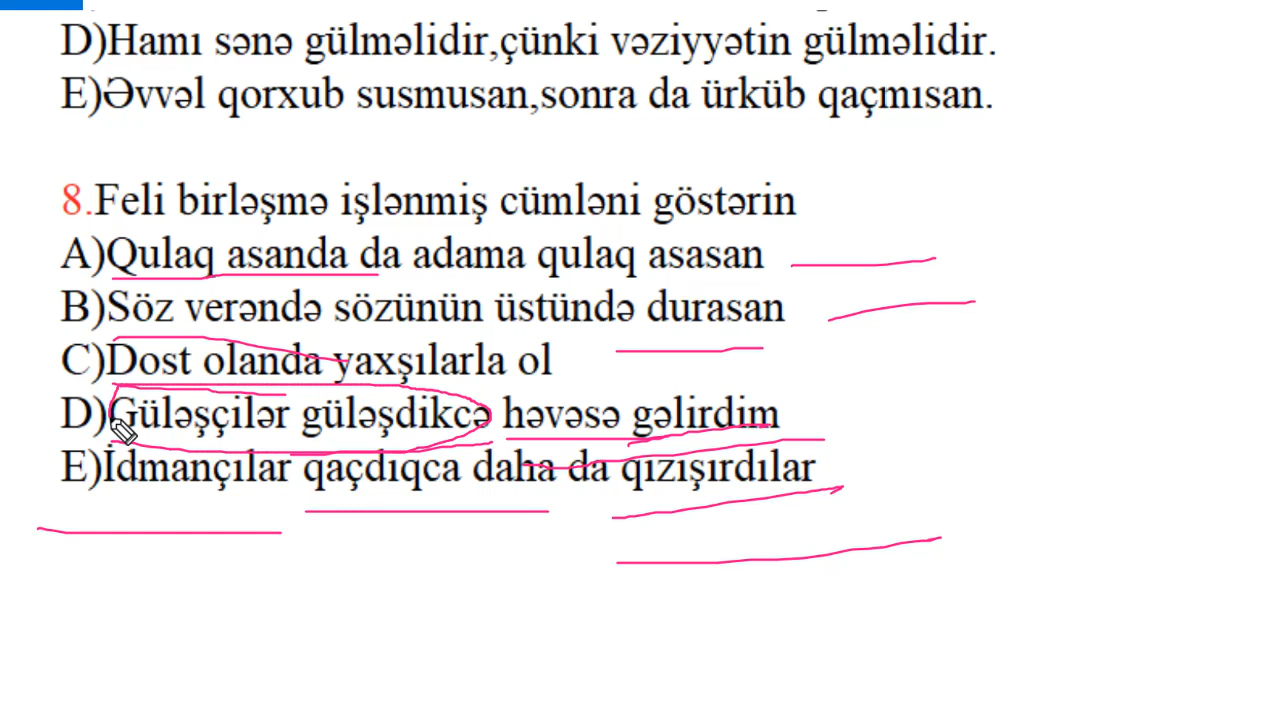 D)Hamı sənə gülməlidir,çünki vəziyyətin gülməlidir.
E)Əvvəl qorxub susmusan,sonra da ürküb qaçmısan.
8.Feli birləşmə işlənmiş cümləni göstərin
A)Qulaq asanda da adama qulaq asasan
B)Söz verəndə sözünün üstündə durasan
C)Dost olanda yaxşılarla ol
D)Güləşçilər güləşdikcə həvəsə gəlirdim
E)İdmançılar qaçdıqca daha da qızışırdılar